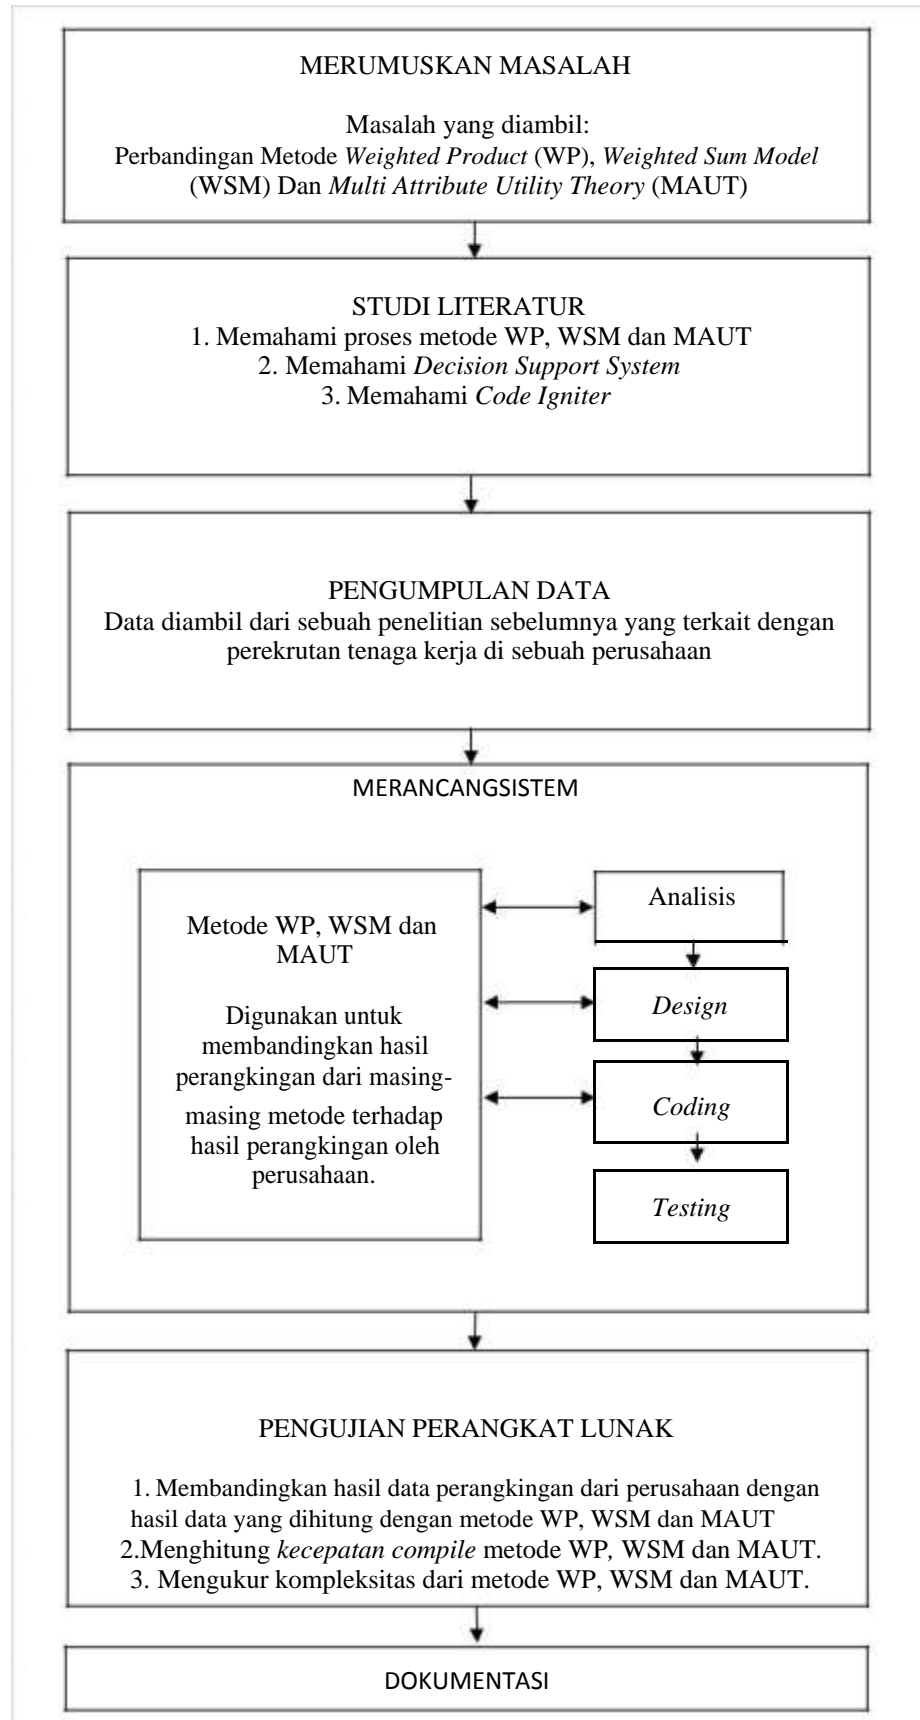 MERUMUSKAN MASALAH
Masalah yang diambil:
Perbandingan Metode Weighted Product (WP), Weighted Sum Model
(WSM) Dan Multi Attribute Utility Theory (MAUT)
STUDI LITERATUR
1. Memahami proses metode WP, WSM dan MAUT
2. Memahami Decision Support System
3. Memahami Code Igniter
PENGUMPULAN DATA
Data diambil dari sebuah penelitian sebelumnya yang terkait dengan
perekrutan tenaga kerja di sebuah perusahaan
MERANCANGSISTEM
Metode WP, WSM dan
MAUT
Digunakan untuk
membandingkan hasil
perangkingan dari masing-
masing metode terhadap
hasil perangkingan oleh
perusahaan.
Analisis
Design
Coding
Testing
PENGUJIAN PERANGKAT LUNAK
1. Membandingkan hasil data perangkingan dari perusahaan dengan
hasil data yang dihitung dengan metode WP, WSM dan MAUT
2.Menghitung kecepatan compile metode WP, WSM dan MAUT.
3. Mengukur kompleksitas dari metode WP, WSM dan MAUT.
DOKUMENTASI